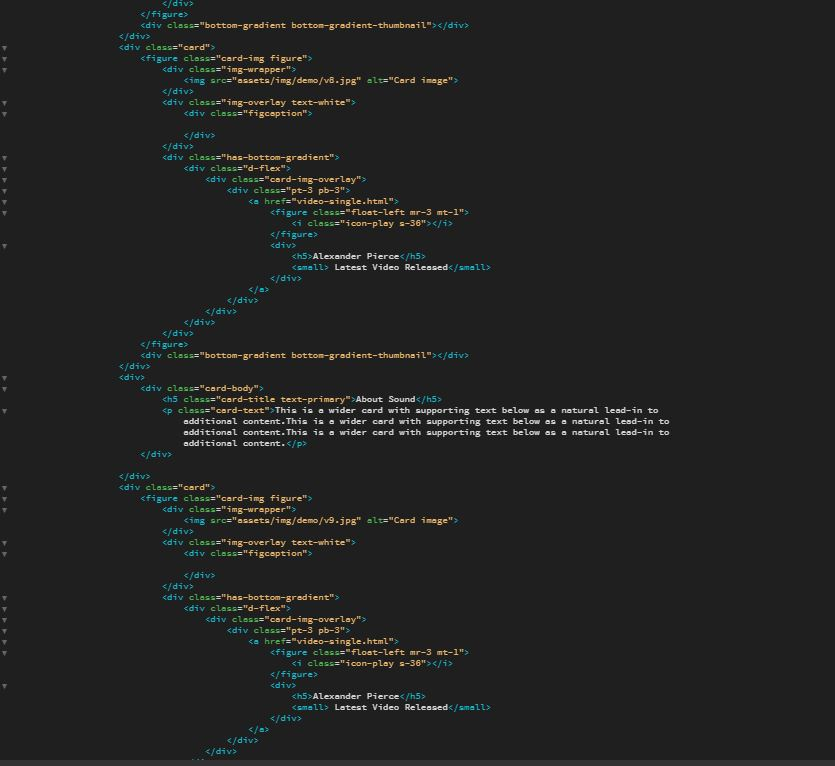 </div>
</figure>
<div class="bottom-gradient bottom-gradient-thumbnail"></div>
</div>
<div class="card">
<figure class="card-img figure">
<div class="img-wrapper">
<img src="assets/img/demo/v8.jpg" alt="Card image">
</div>
<div class="img-overlay text-white">
<div class="figcaption">
</div>
</div>
<div class="has-bottom-gradient">
<div class="d-flex">
<div class="card-img-overlay">
<div class="pt-3 pb-3">
<a href="video-single.html">
<figure class="float-left mr-3 mt-1">
<i class="icon-play s-36"></i>
</figure>
<div>
<h5>Alexander Pierce</h5>
<small> Latest Video Released</small>
</div>
</a>
</div>
</div>
</div>
</div>
</figure>
<div class="bottom-gradient bottom-gradient-thumbnail"></div>
</div>
<div>
<div class="card-body">
<h5 class="card-title text-primary">About Sound</h5>
<p class="card-text">This is a wider card with supporting text below as a natural lead-in to
additional content.This is a wider card with supporting text below as a natural lead-in to
additional content.This is a wider card with supporting text below as a natural lead-in to
additional content.</p>
</div>
</div>
<div class="card">
<figure class="card-img figure">
<div class="img-wrapper">
<img src="assets/img/demo/v9.jpg" alt="Card image">
</div>
<div class="img-overlay text-white">
<div class="figcaption">
</div>
</div>
<div class="has-bottom-gradient">
<div class="d-flex">
<div class="card-img-overlay">
<div class="pt-3 pb-3">
<a href="video-single.html">
<figure class="float-left mr-3 mt-1">
<i class="icon-play s-36"></i>
</figure>
<div>
<h5>Alexander Pierce</h5>
<small> Latest Video Released</small>
</div>
</a>
</div>
</div>